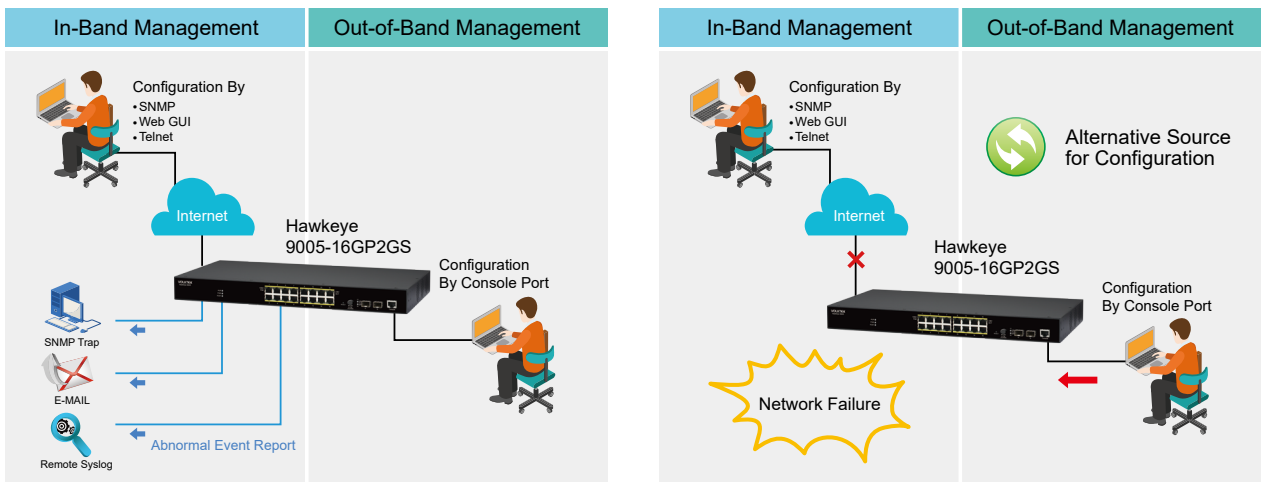 In-Band Management
Out-of-Band Management
Configuration By
•SNMP
•Web GUI
•Telnet
Internet
Hawkeye
9005-16GP2GS
Configuration
By Console Port
SNMP Trap
E-MAIL
Remote Syslog
Abnormal Event Report
In-Band Management
Out-of-Band Management
Configuration By
•SNMP
•Web GUI
•Telnet
Alternative Source
for Configuration
Internet
Hawkeye
9005-16GP2GS
Configuration
By Console Port
Network Failure